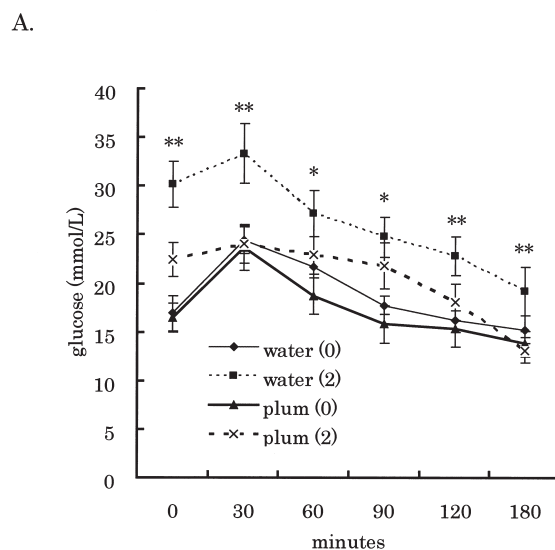 A.
40
35
30
25
20
15
10
5
0
glucose (mmol/L)
**
**
*
*
**
**
water (0)
water (2)
plum (0)
plum (2)
0 30 60 90 120 180
minutes